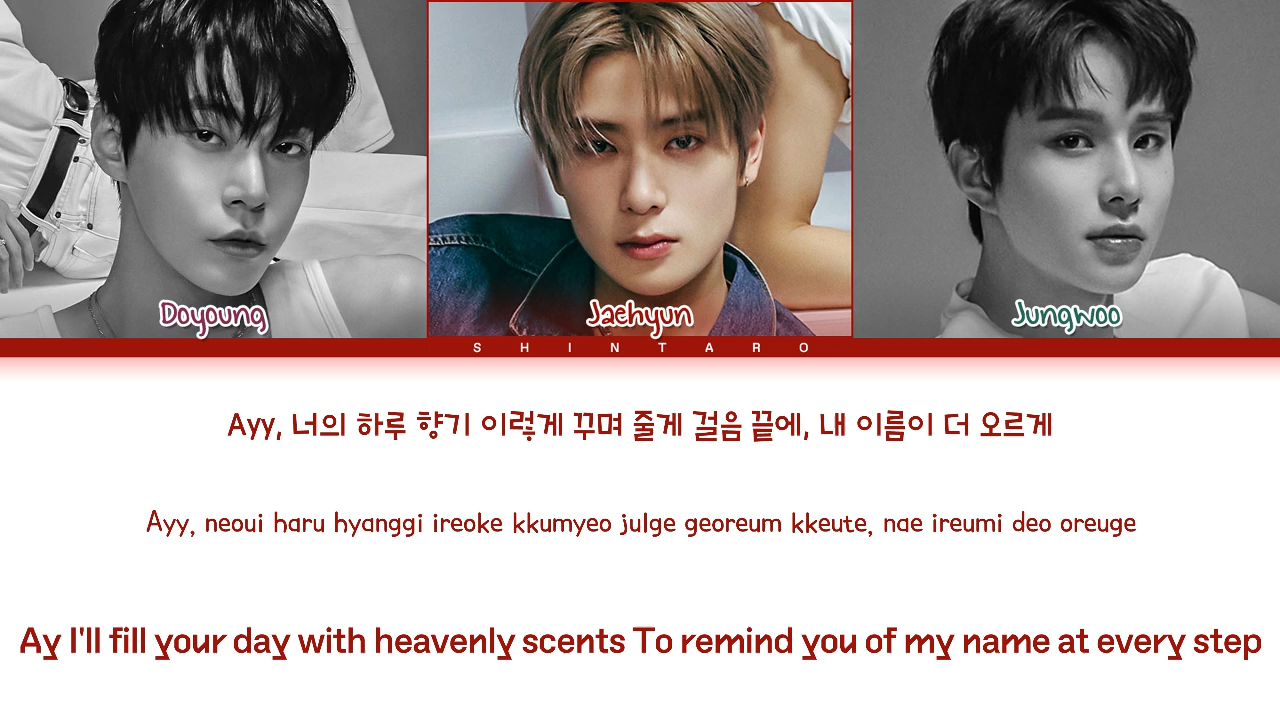 Doyoung
Jaehyun
Jungwoo
SHINTARO
Ayy, 너의 하루 향기 이렇게 꾸며 줄게 걸음 끝에, 내 이름이 더 오르게
Ayy, neoui haru hyanggi ireoke kkumyeo julge georeum kkeute, nae ireumi deo oreuge
Ay I'll fill your day with heavenly scents To remind you of my name at every step